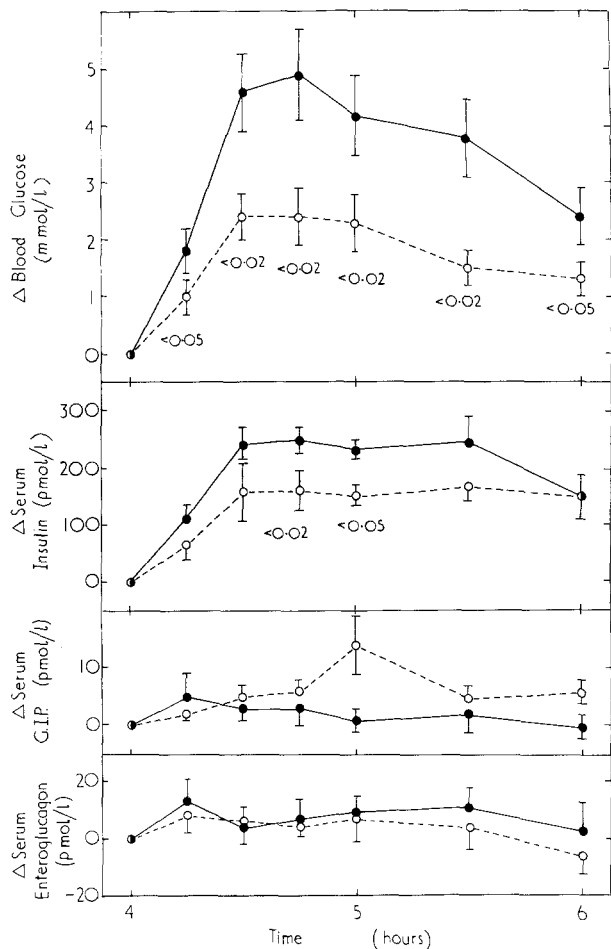 Δ Blood Glucose
(m mol/l)
5
4
3
2
1
0
<0·05
<0·02
<0·02
<0·02
<0·02
<0·05
Δ Serum
Insulin (pmol/l)
300
200
100
0
<0·02
<0·05
Δ Serum
G.I.P. (pmol/l)
10
0
Δ Serum
Enteroglucagon
(pmol/l)
20
0
-20
4
5
6
Time (hours)